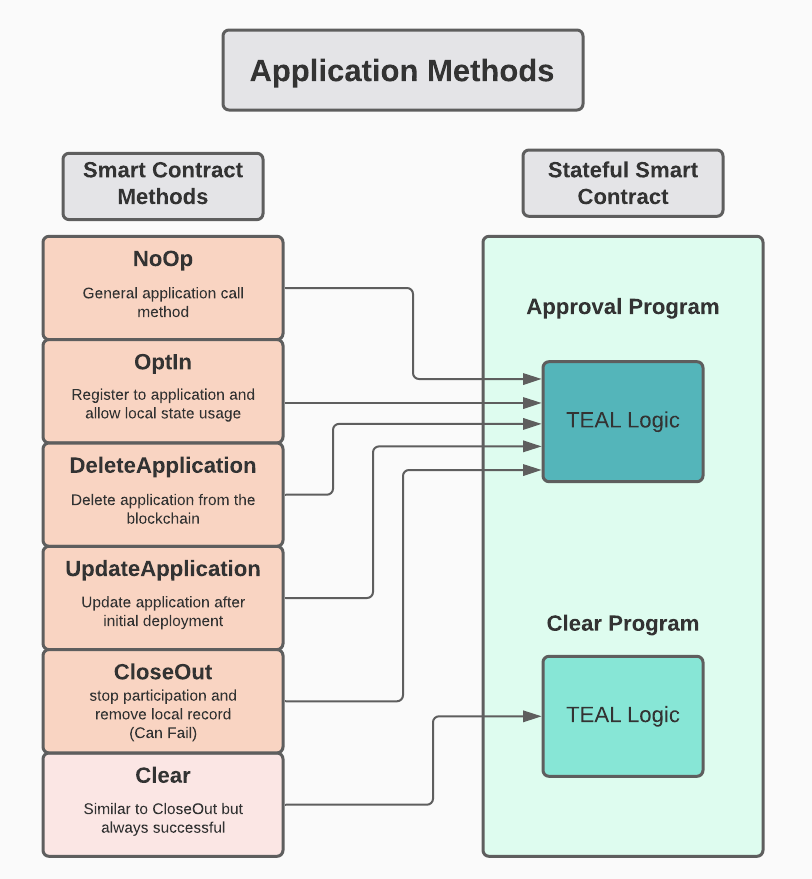 Application Methods
Smart Contract
Methods
NoOp
General application call
method
OptIn
Register to application and
allow local state usage
DeleteApplication
Delete application from the
blockchain
UpdateApplication
Update application after
initial deployment
CloseOut
stop participation and
remove local record
(Can Fail)
Clear
Similar to CloseOut but
always successful
Stateful Smart
Contract
Approval Program
TEAL Logic
Clear Program
TEAL Logic